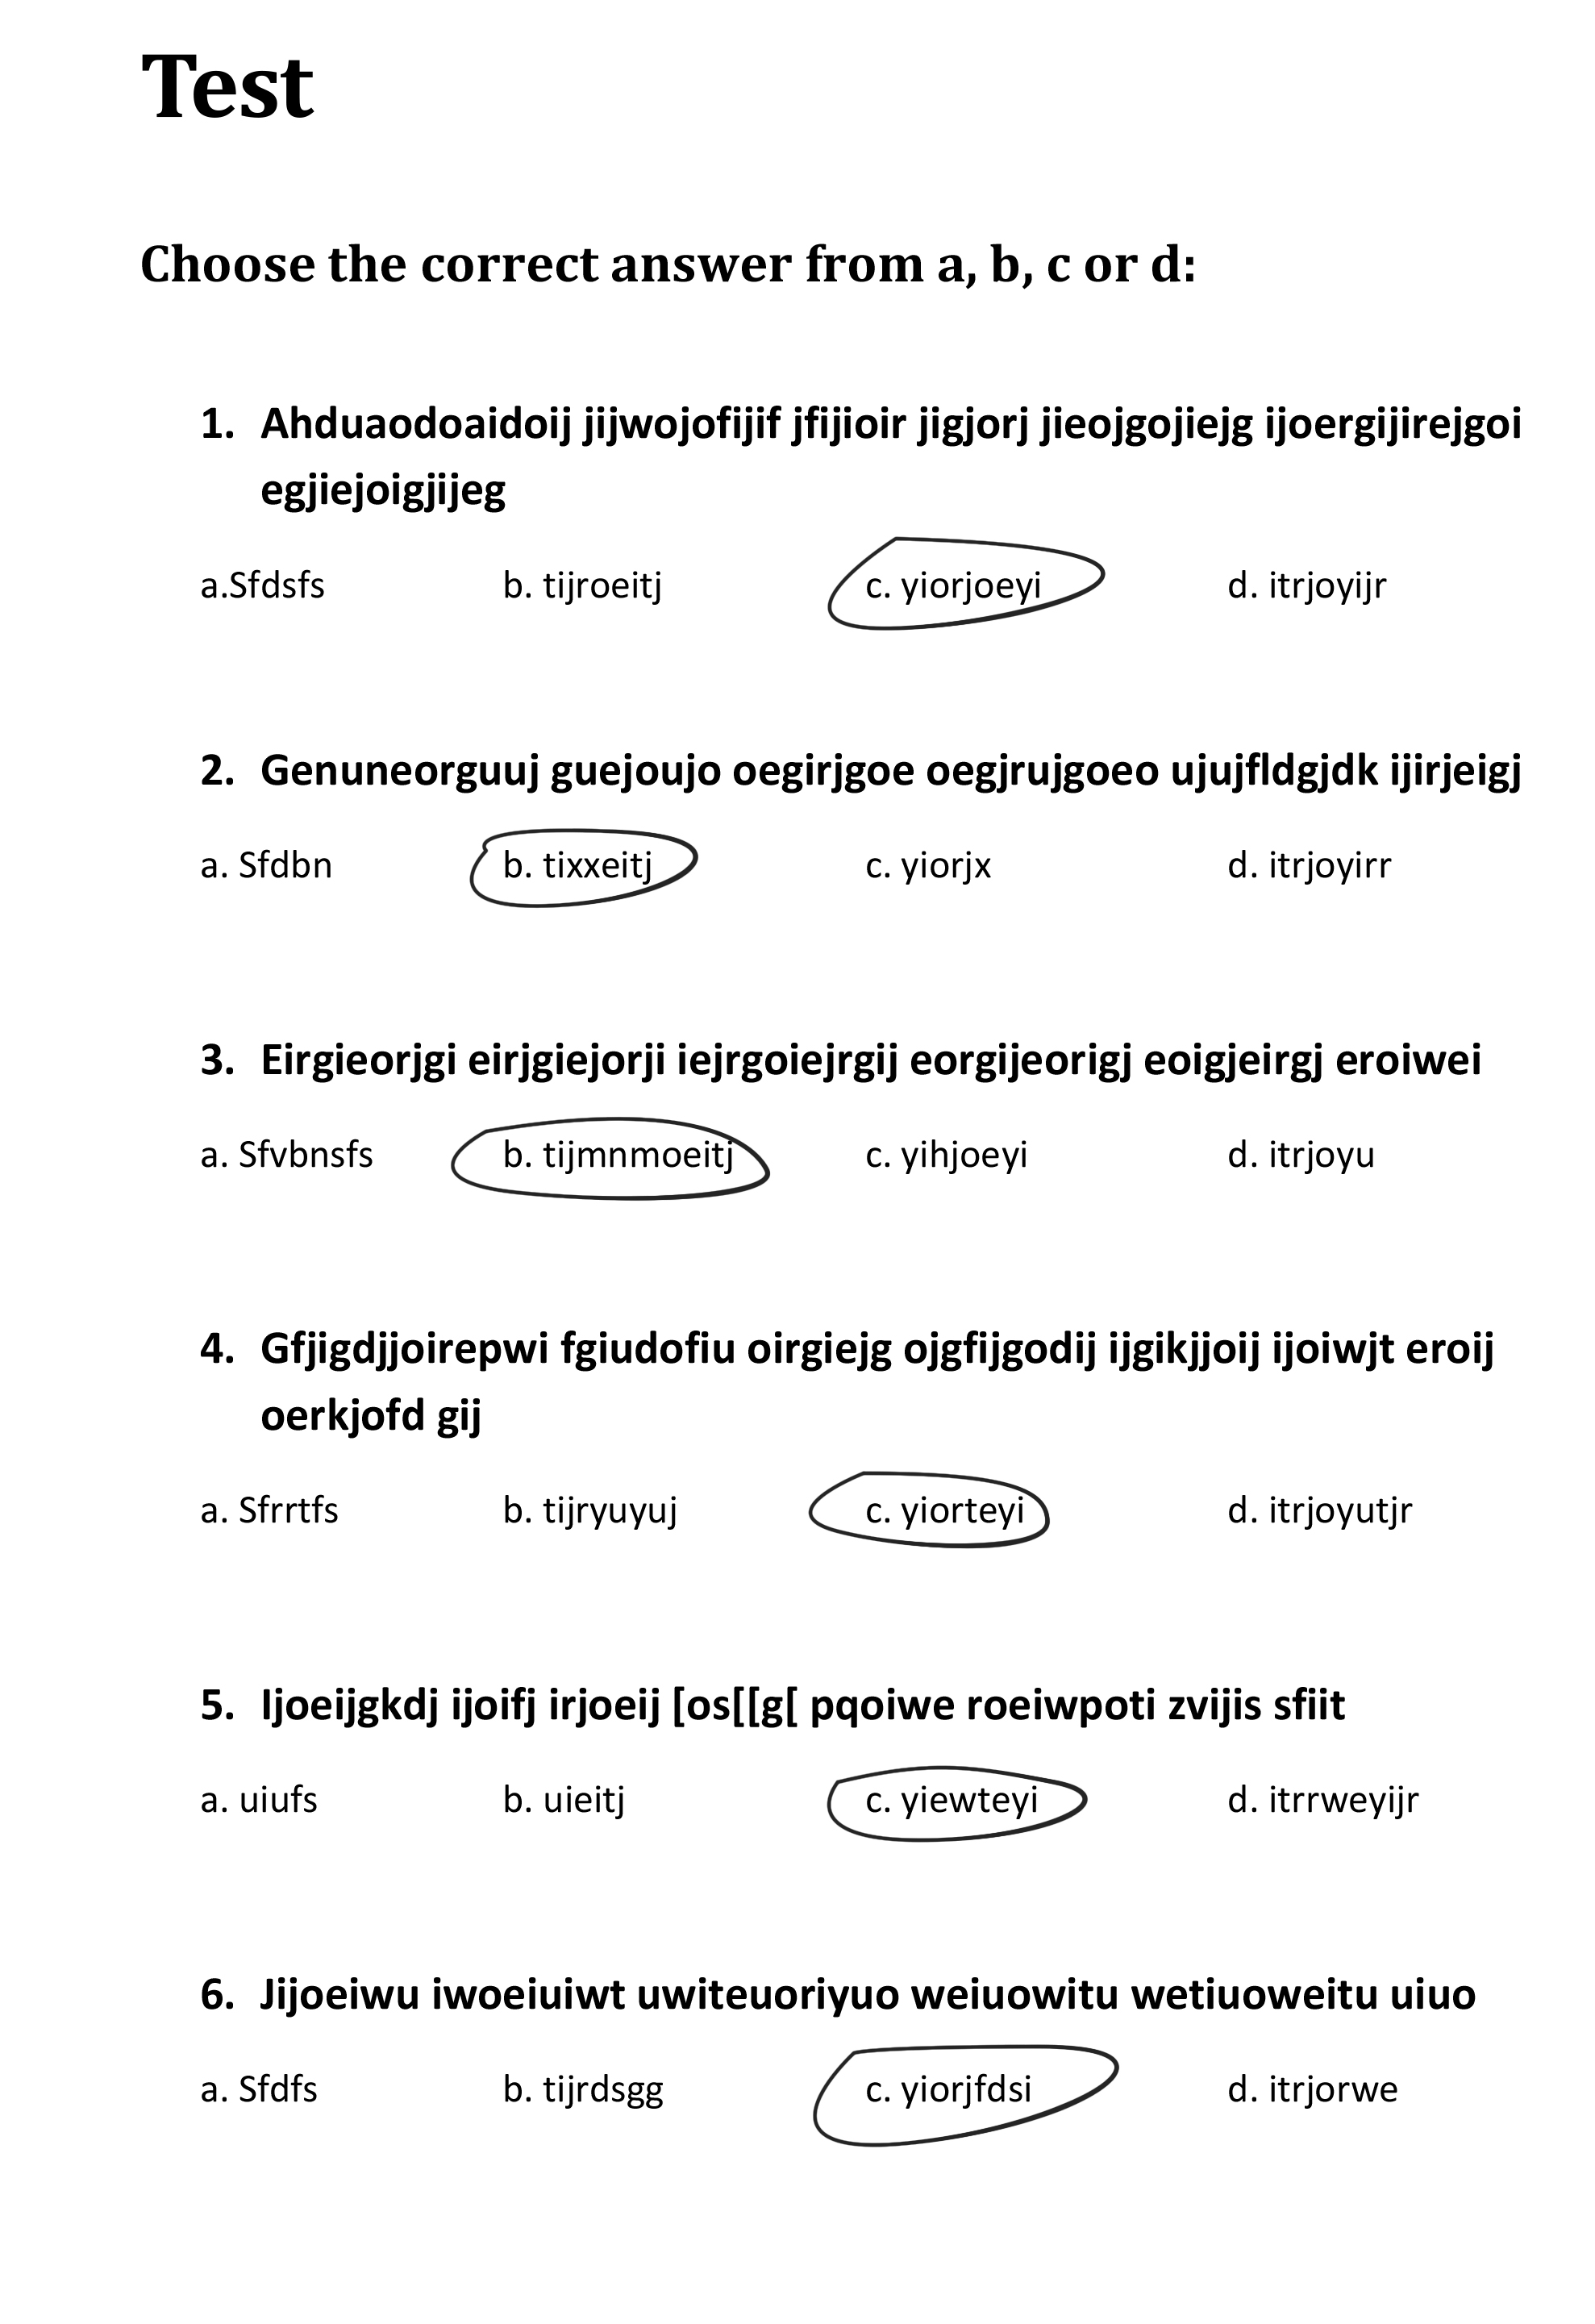 Test
Choose the correct answer from a, b, c or d:
1. Ahduaodoaidoij jijwojofijif jfijioir jigjorj jieojgojiejg ijoergijirejgoi
egjiejoigjijeg
a.Sfdsfs b. tijroeitj c. yiorjoeyi d. itrjoyijr
2. Genuneorguuj guejoujo oegirjgoe oegjrujgoeo ujujfldgjdk ijirjeigj
a. Sfdbn b. tixxeitj c. yiorjx d. itrjoyirr
3. Eirgieorjgi eirjgiejorji iejrgoiejrgij eorgijeorigj eoigjeirgj eroiwei
a. Sfvbnsfs b. tijmnmoeitj c. yihjoeyi d. itrjoyu
4. Gfjigdjjoirepwi fgiudofiu oirgiejg ojgfijgodij ijgikjjoij ijoiwjt eroij
oerkjofd gij
a. Sfrrtfs b. tijryuyuj c. yiorteyi d. itrjoyutjr
5. Ijoeijgkdj ijoifj irjoeij [os[[g[ pqoiwe roeiwpoti zvijis sfiit
a. uiufs b. uieitj c. yiewteyi d. itrrweyijr
6. Jijoeiwu iwoeiuiwt uwiteuoriyuo weiuowitu wetiuoweitu uiuo
a. Sfdfs b. tijrdsgg c. yiorjfdsi d. itrjorwe